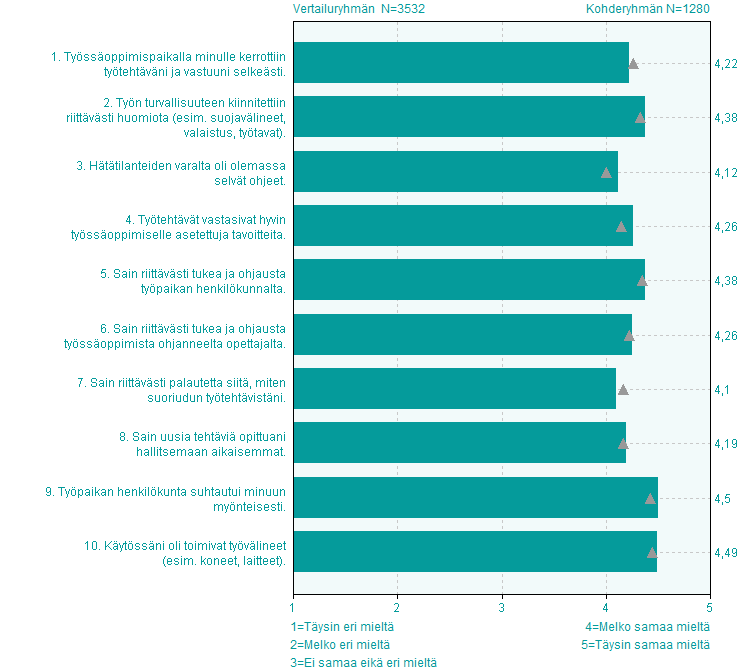 Vertailuryhmän N=3532 Kohderyhmän N=1280
1. Työssäoppimispaikalla minulle kerrottiin
työtehtäväni ja vastuuni selkeästi.
4,22
2. Työn turvallisuuteen kiinnitettiin
riittävästi huomiota (esim. suojavälineet,
valaistus, työtavat).
4,38
3. Hätätilanteiden varalta oli olemassa
selvät ohjeet.
4,12
4. Työtehtävät vastasivat hyvin
työssäoppimiselle asetettuja tavoitteita.
4,26
5. Sain riittävästi tukea ja ohjausta
työpaikan henkilökunnalta.
4,38
6. Sain riittävästi tukea ja ohjausta
työssäoppimista ohjanneelta opettajalta.
4,26
7. Sain riittävästi palautetta siitä, miten
suoriudun työtehtävistäni.
4,1
8. Sain uusia tehtäviä opittuani
hallitsemaan aikaisemmat.
4,19
9. Työpaikan henkilökunta suhtautui minuun
myönteisesti.
4,5
10. Käytössäni oli toimivat työvälineet
(esim. koneet, laitteet).
4,49
1 2 3 4 5
1=Täysin eri mieltä 4=Melko samaa mieltä
2=Melko eri mieltä 5=Täysin samaa mieltä
3=Ei samaa eikä eri mieltä